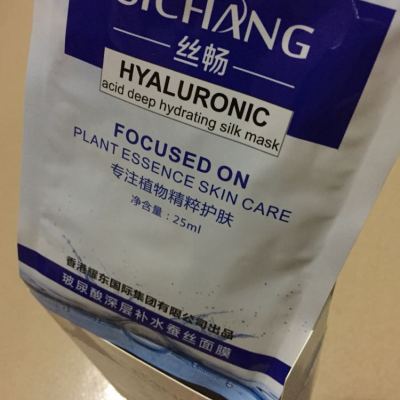 SICHANG
丝畅
HYALURONIC
acid deep hydrating silk mask
FOCUSED ON
PLANT ESSENCE SKIN CARE
专注植物精粹护肤
净含量：25ml
香港耀东国际集团有限公司出品
玻尿酸深层补水蚕丝面膜